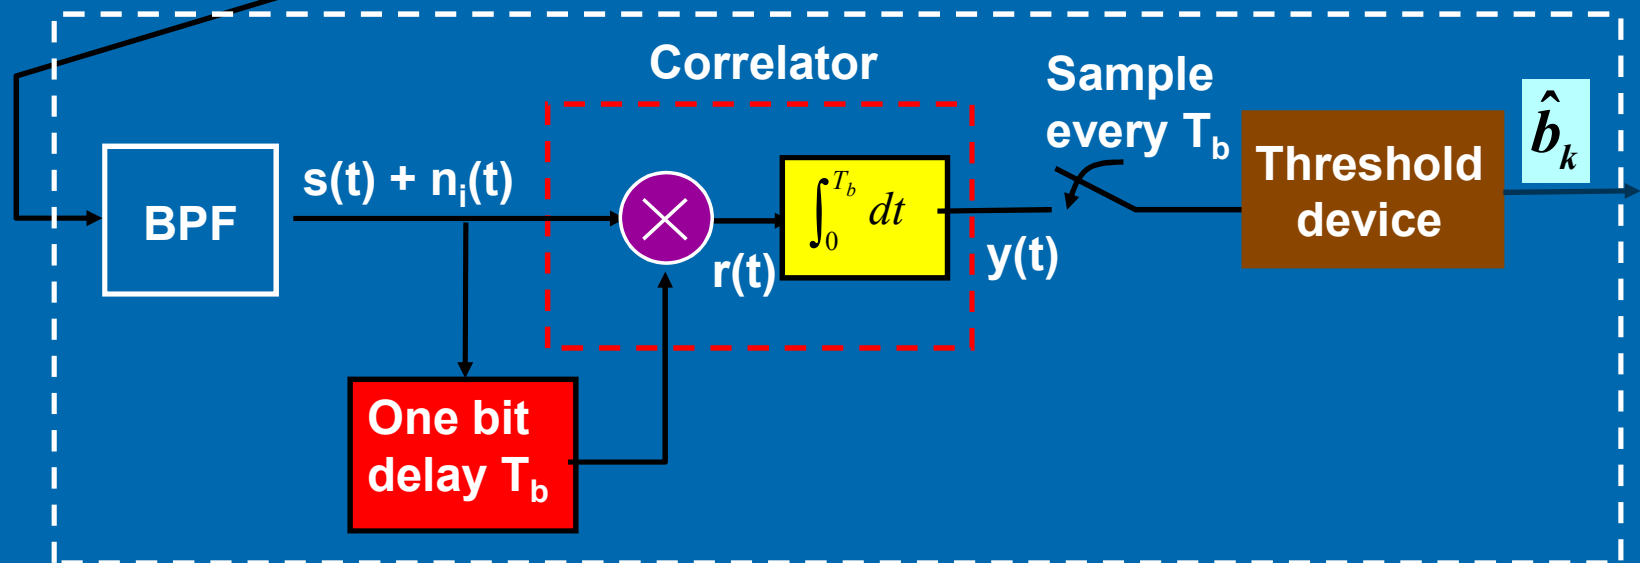 Correlator
Sample
every T_b
b̂_k
BPF
s(t) + n_i(t)
r(t)
∫_0^{T_b} dt
y(t)
Threshold
device
One bit
delay T_b